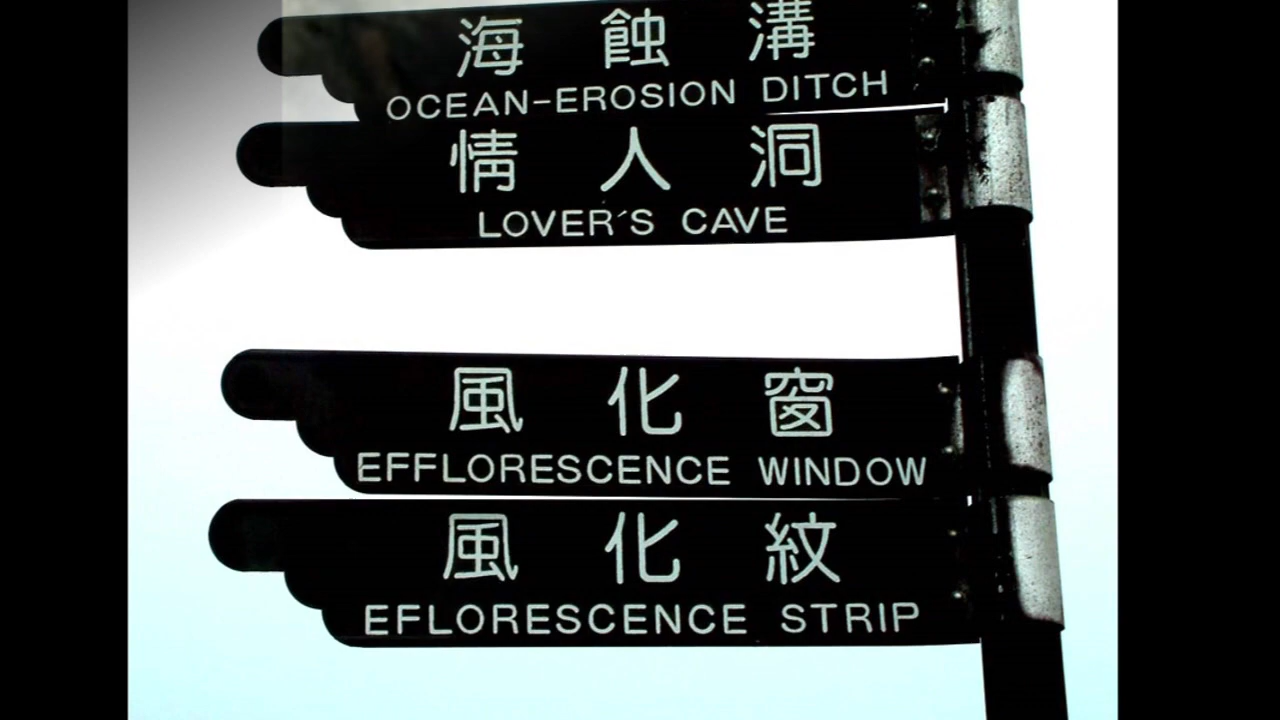 海蝕溝
OCEAN-EROSION DITCH
情人洞
LOVER´S CAVE
風化窗
EFFLORESCENCE WINDOW
風化紋
EFLORESCENCE STRIP